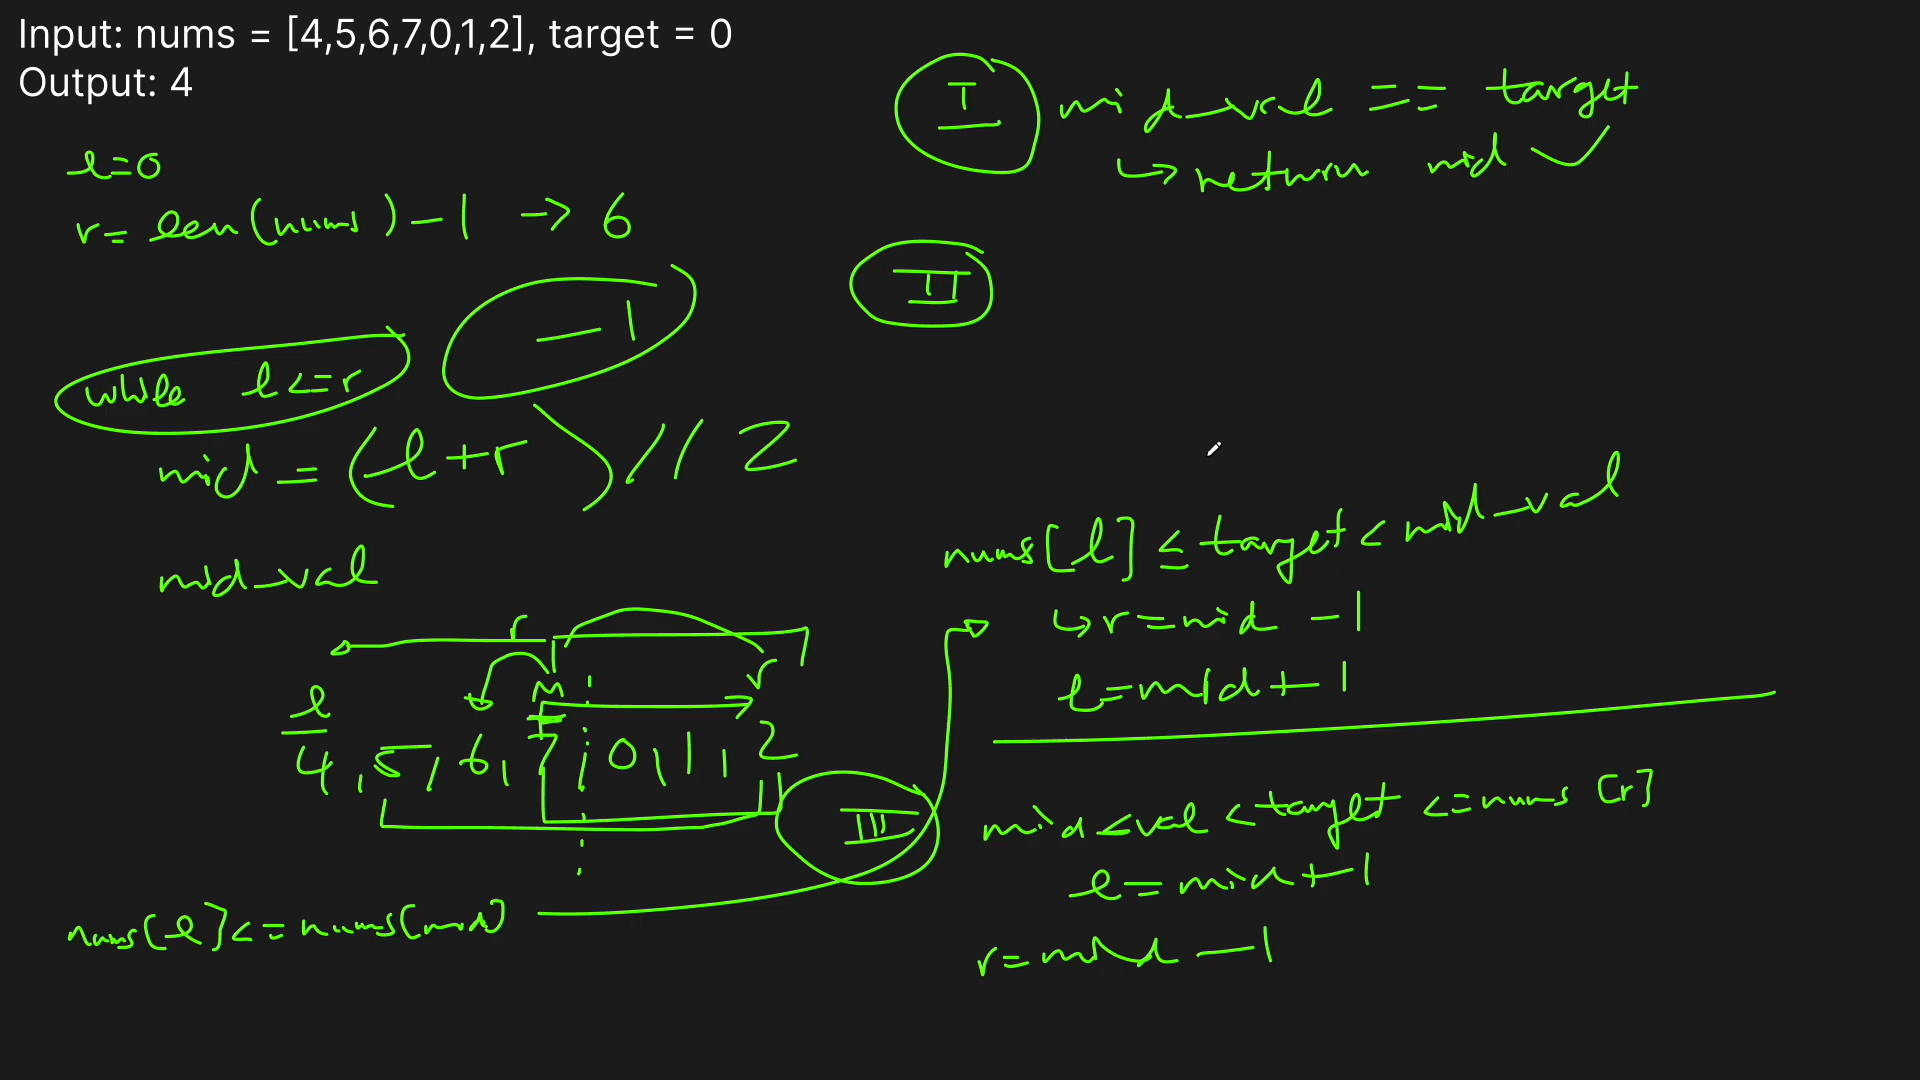 Input: nums = [4,5,6,7,0,1,2], target = 0
Output: 4
l=0
r= len(nums)-1 -> 6
-1
while l<=r
mid = (l+r)//2
mid_val
I
mid_val == target
↳ return mid ✓
II
nums[l] ≤ target < mid_val
↳ r=mid -1
l=mid+1
r
M r
l
4,5,6,7,0,1,2
III
mid_val < target <= nums[r]
l=mid+1
r=mid-1
nums[l]<=nums[mid]